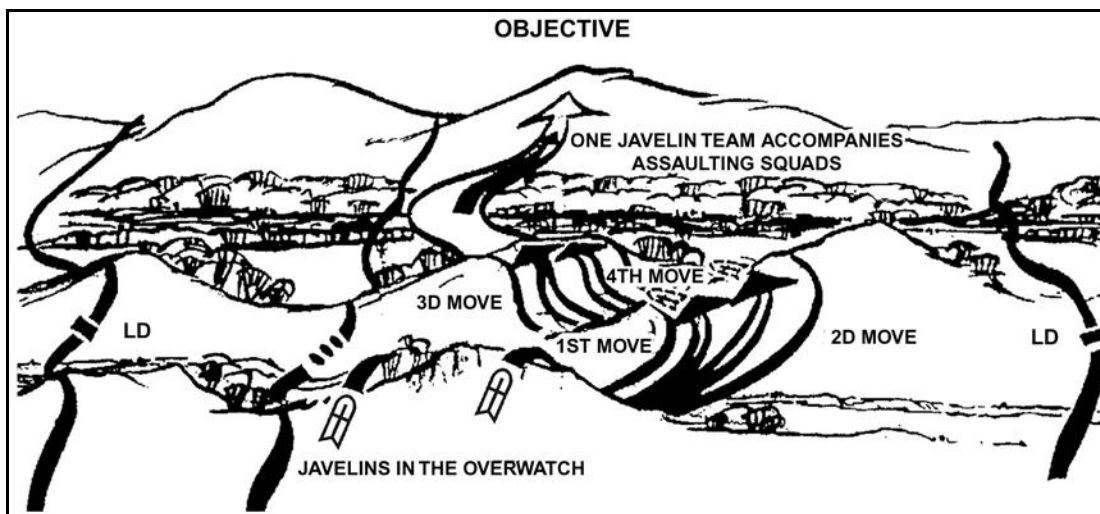 OBJECTIVE
ONE JAVELIN TEAM ACCOMPANIES
ASSAULTING SQUADS
4TH MOVE
3D MOVE
LD
1ST MOVE
2D MOVE
LD
JAVELINS IN THE OVERWATCH